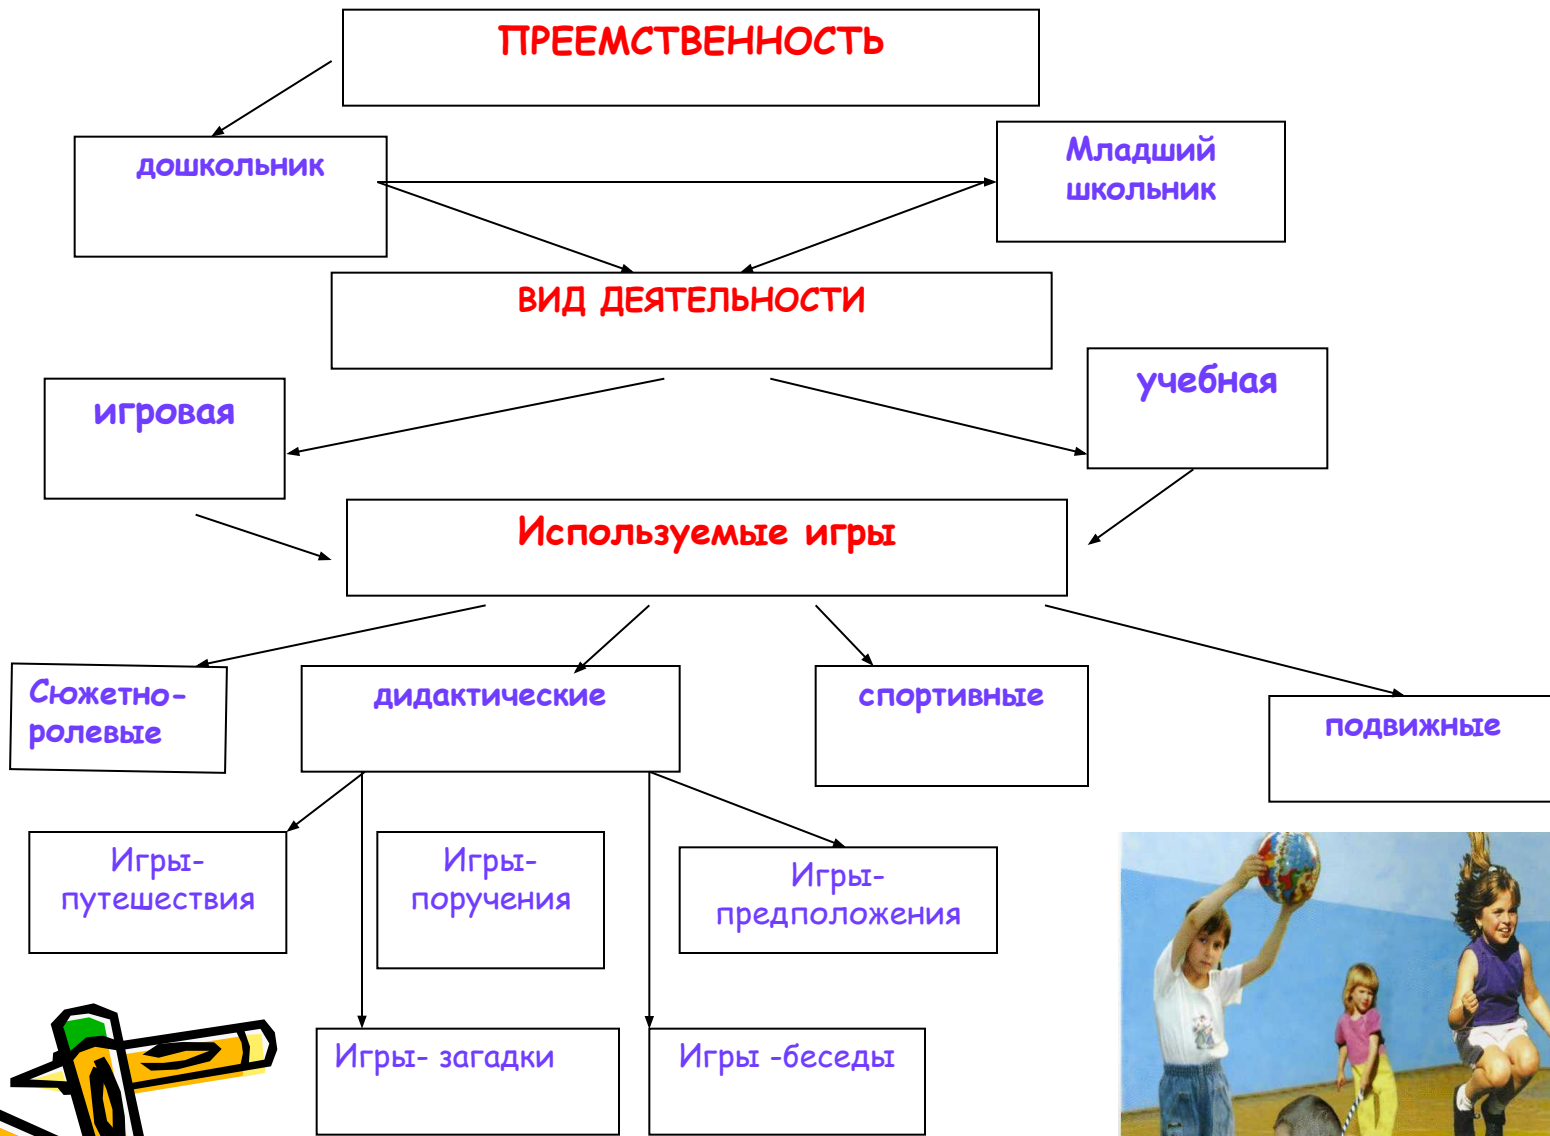 ПРЕЕМСТВЕННОСТЬ
дошкольник
Младший
школьник
ВИД ДЕЯТЕЛЬНОСТИ
игровая
учебная
Используемые игры
Сюжетно-
ролевые
дидактические
спортивные
подвижные
Игры-
путешествия
Игры-
поручения
Игры-
предположения
Игры- загадки
Игры -беседы